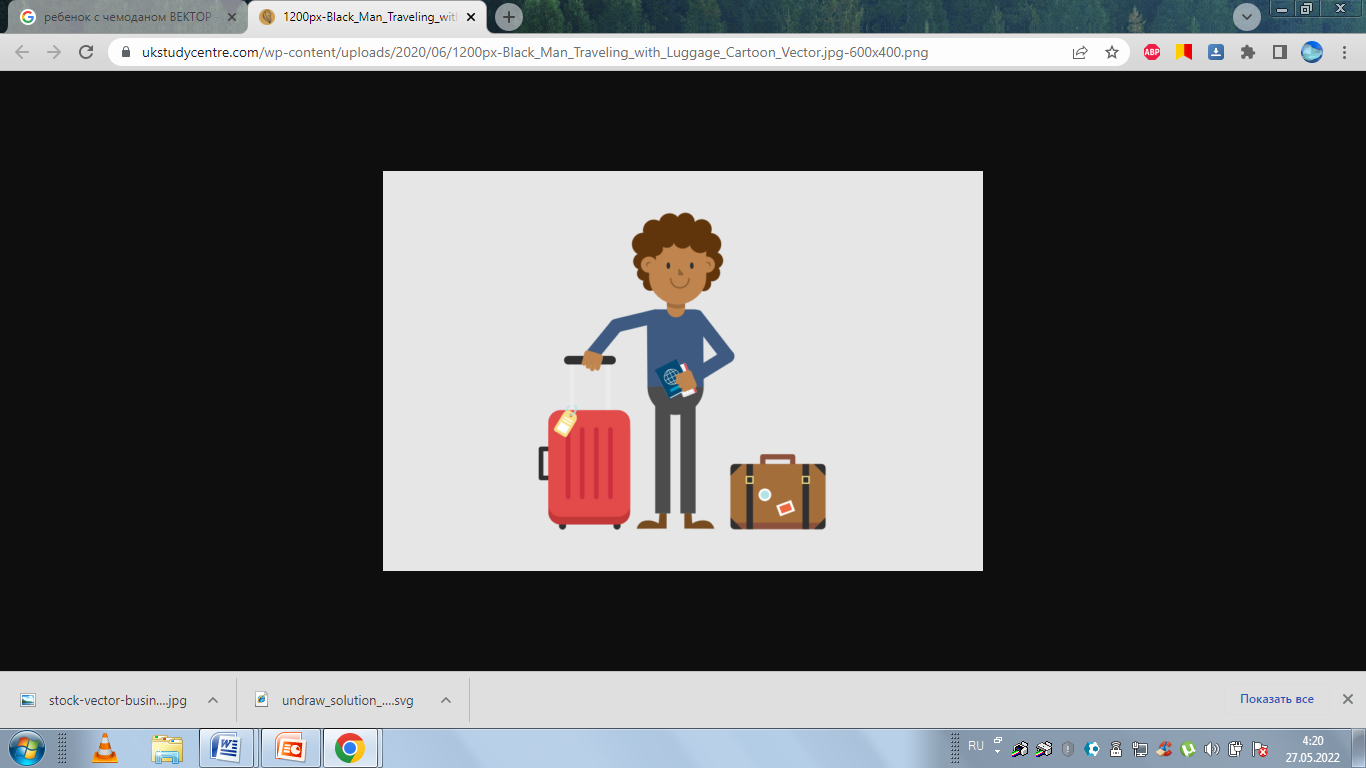 ребенок с чемоданом ВЕКТОР
1200px-Black_Man_Traveling_wit
ukstudycentre.com/wp-content/uploads/2020/06/1200px-Black_Man_Traveling_with_Luggage_Cartoon_Vector.jpg-600x400.png
ABP
stock-vector-busin....jpg
undraw_solution_....svg
Показать все
RU
4:20
27.05.2022